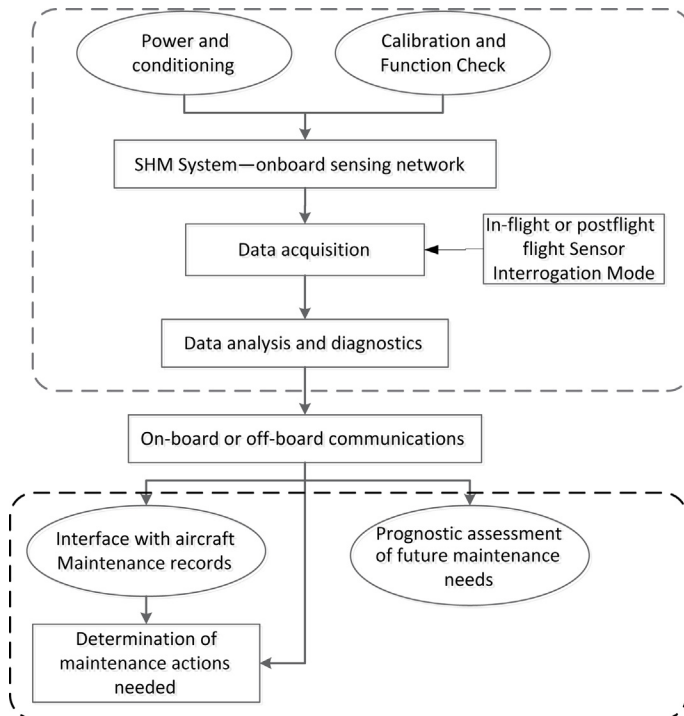 Power and
conditioning
Calibration and
Function Check
SHM System—onboard sensing network
Data acquisition
In-flight or postflight
flight Sensor
Interrogation Mode
Data analysis and diagnostics
On-board or off-board communications
Interface with aircraft
Maintenance records
Prognostic assessment
of future maintenance
needs
Determination of
maintenance actions
needed